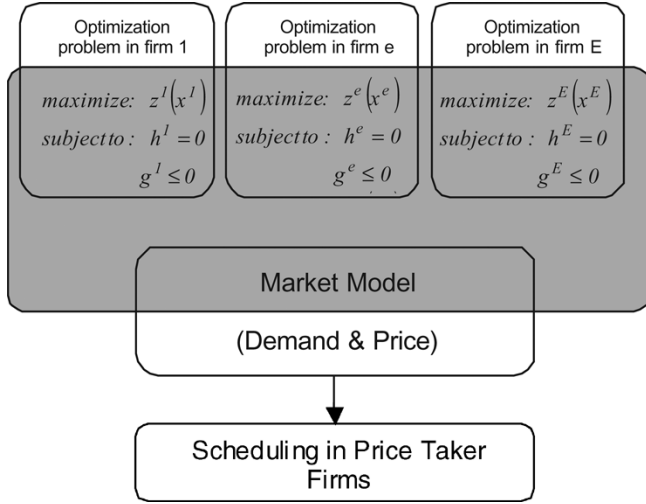 Optimization
problem in firm 1
maximize: z^1(x^1)
subjectto : h^1 = 0
g^1 ≤ 0
Optimization
problem in firm e
maximize: z^e(x^e)
subjectto : h^e = 0
g^e ≤ 0
Optimization
problem in firm E
maximize: z^E(x^E)
subjectto : h^E = 0
g^E ≤ 0
Market Model
(Demand & Price)
Scheduling in Price Taker
Firms